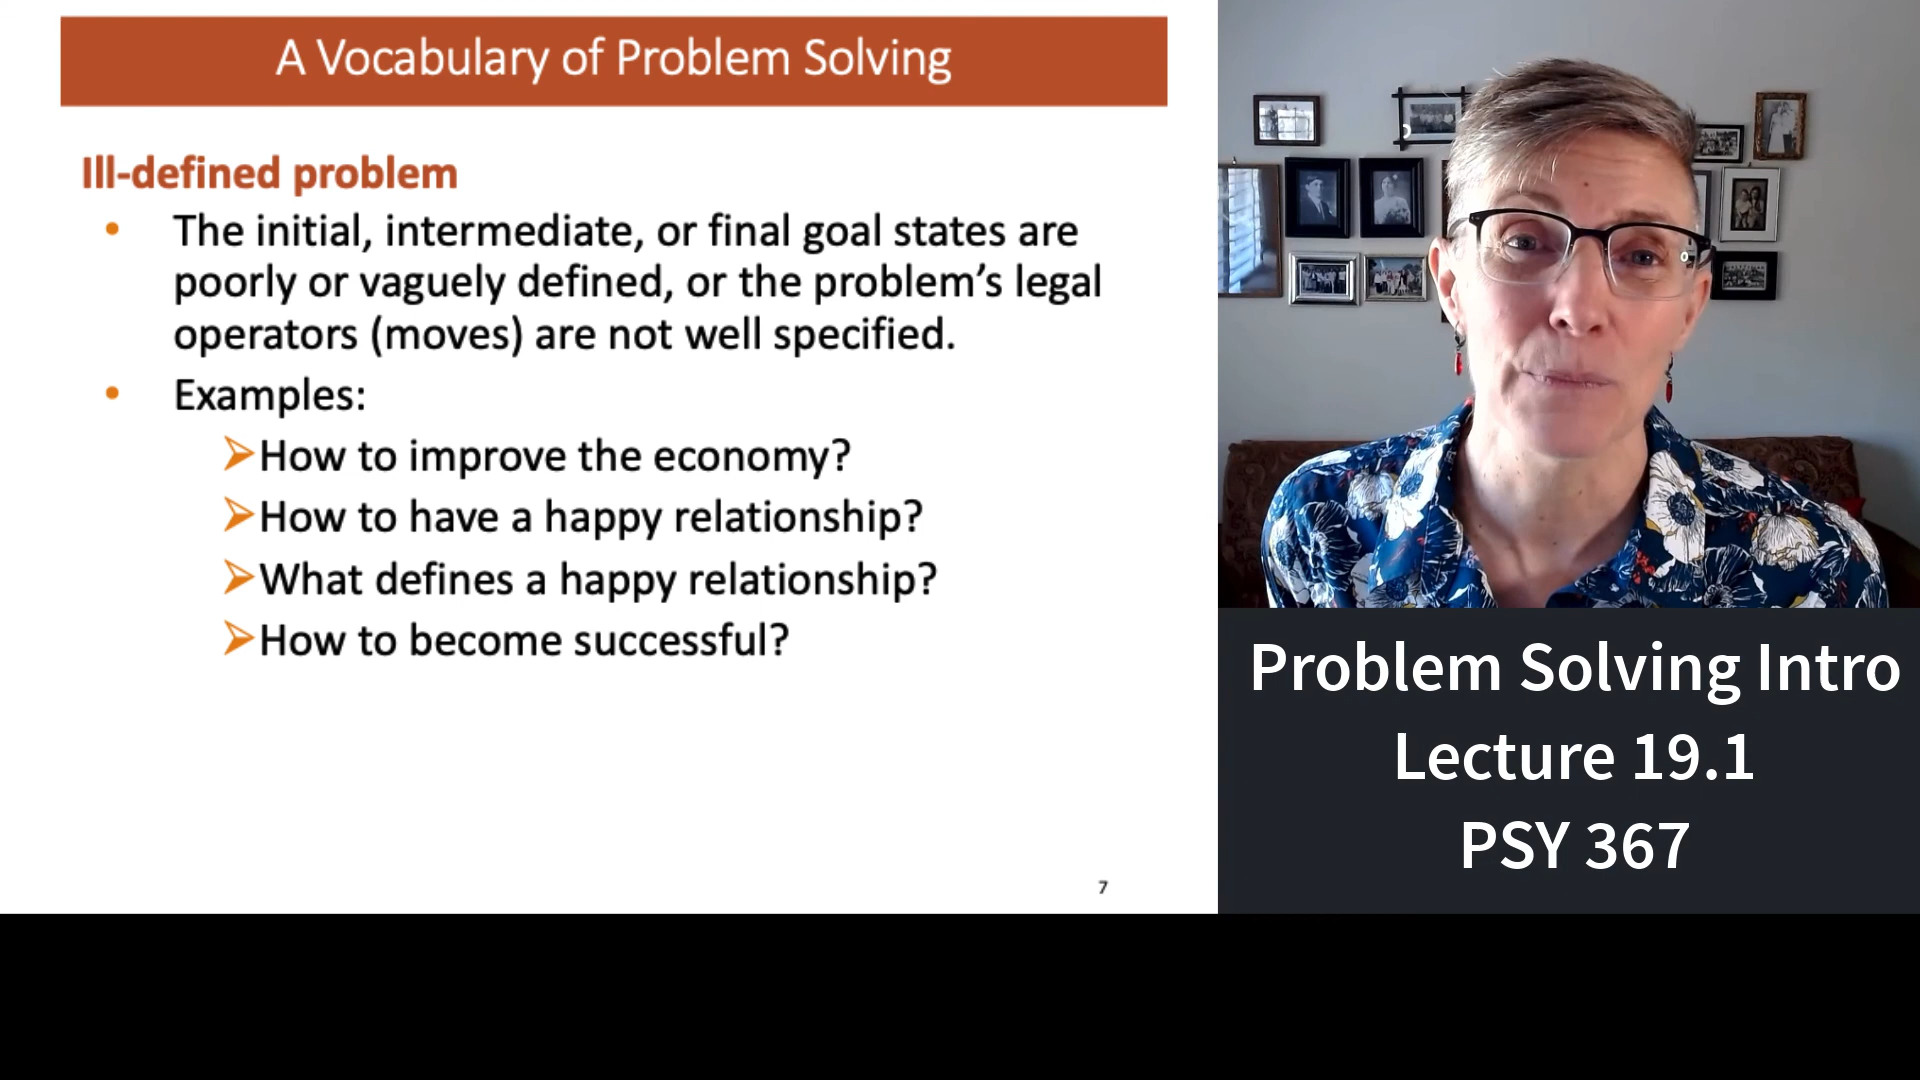 A Vocabulary of Problem Solving
Ill-defined problem
• The initial, intermediate, or final goal states are
poorly or vaguely defined, or the problem’s legal
operators (moves) are not well specified.
• Examples:
➢How to improve the economy?
➢How to have a happy relationship?
➢What defines a happy relationship?
➢How to become successful?
7
Problem Solving Intro
Lecture 19.1
PSY 367